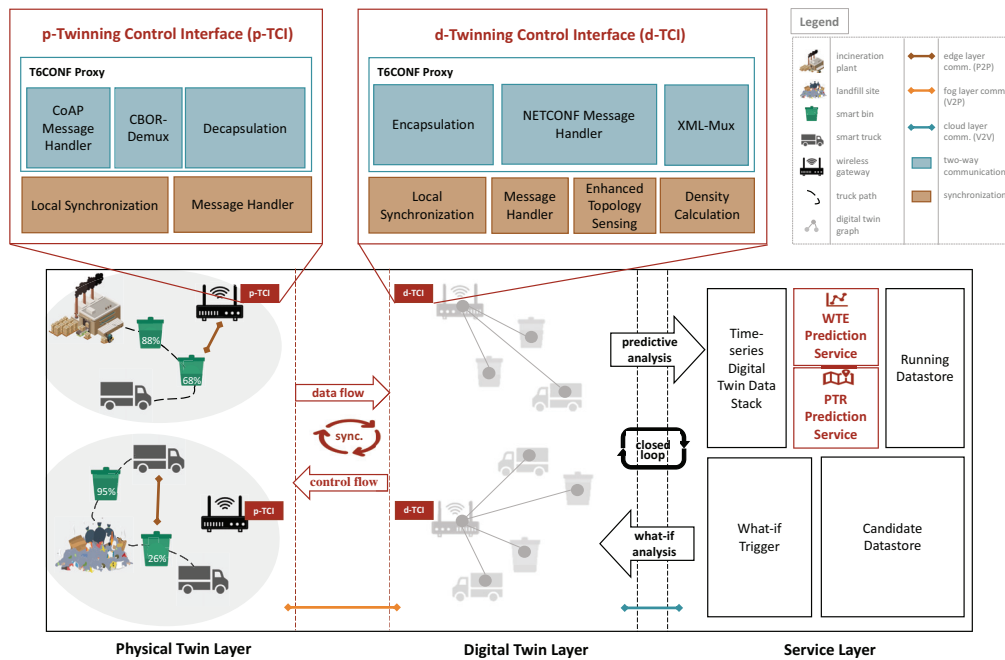 p-Twinning Control Interface (p-TCI)
T6CONF Proxy
CoAP
Message
Handler
CBOR-
Demux
Decapsulation
Local Synchronization
Message Handler
d-Twinning Control Interface (d-TCI)
T6CONF Proxy
Encapsulation
NETCONF Message
Handler
XML-Mux
Local
Synchronization
Message
Handler
Enhanced
Topology
Sensing
Density
Calculation
Legend
incineration
plant
landfill site
smart bin
smart truck
wireless
gateway
truck path
digital twin
graph
edge layer
comm. (P2P)
fog layer comm.
(V2P)
cloud layer
comm. (V2V)
two-way
communication
synchronization
p-TCI
88%
68%
95%
26%
p-TCI
data flow
sync.
control flow
d-TCI
d-TCI
predictive
analysis
closed
loop
what-if
analysis
Time-
series
Digital
Twin Data
Stack
WTE
Prediction
Service
PTR
Prediction
Service
Running
Datastore
What-if
Trigger
Candidate
Datastore
Physical Twin Layer
Digital Twin Layer
Service Layer